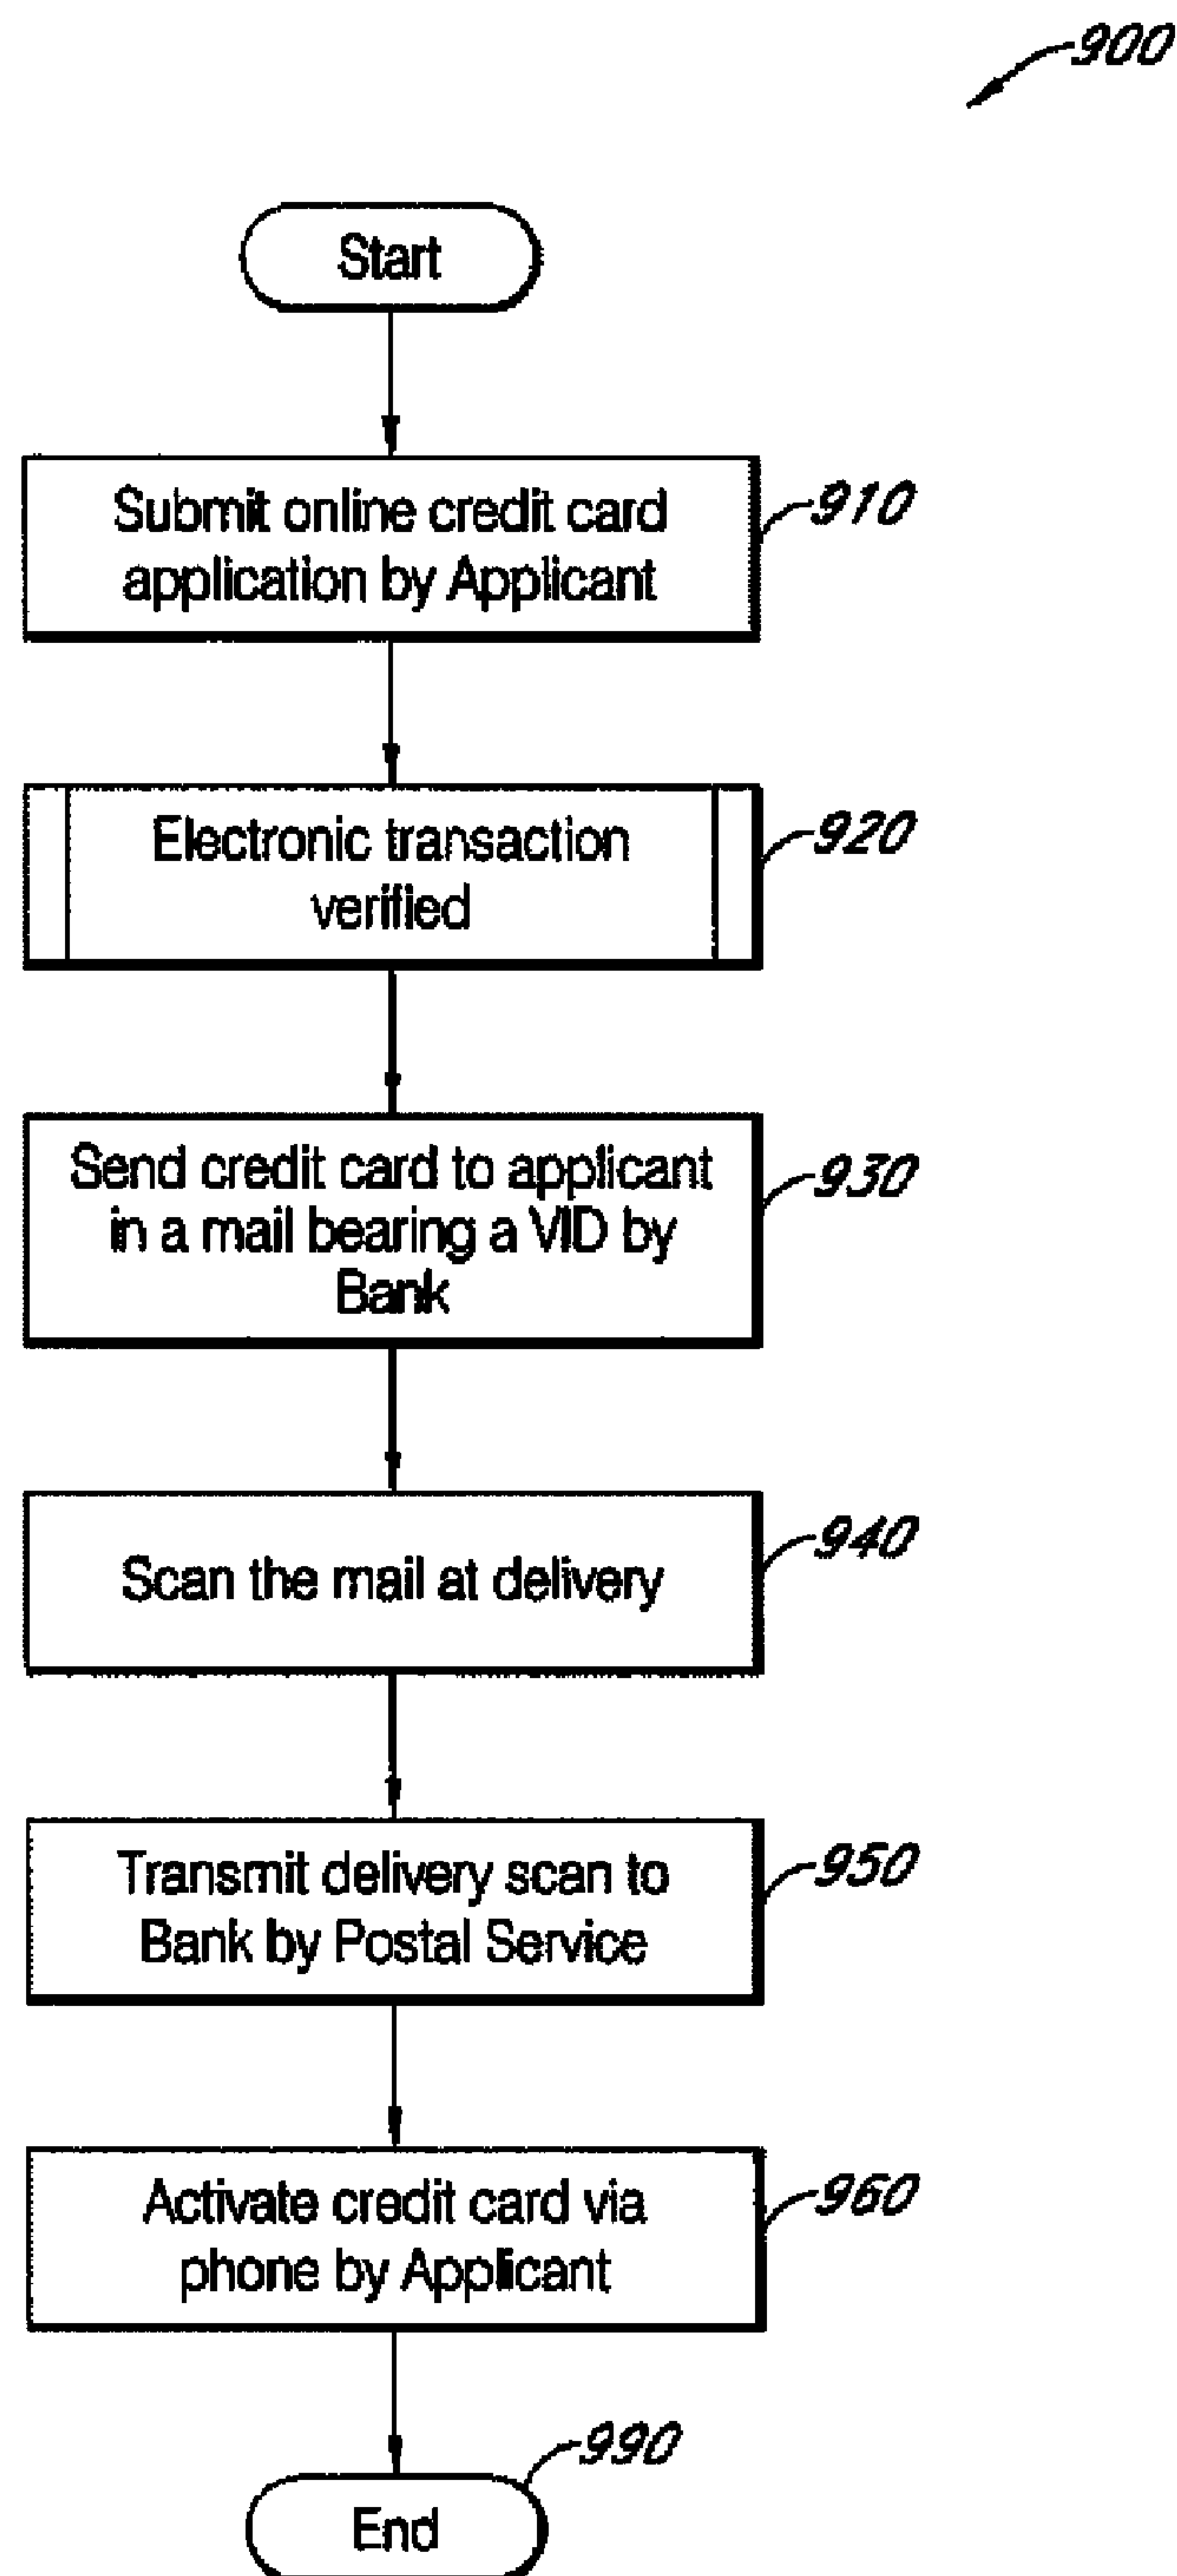 900
Start
Submit online credit card
application by Applicant
910
Electronic transaction
verified
920
Send credit card to applicant
in a mail bearing a VID by
Bank
930
Scan the mail at delivery
940
Transmit delivery scan to
Bank by Postal Service
950
Activate credit card via
phone by Applicant
960
990
End